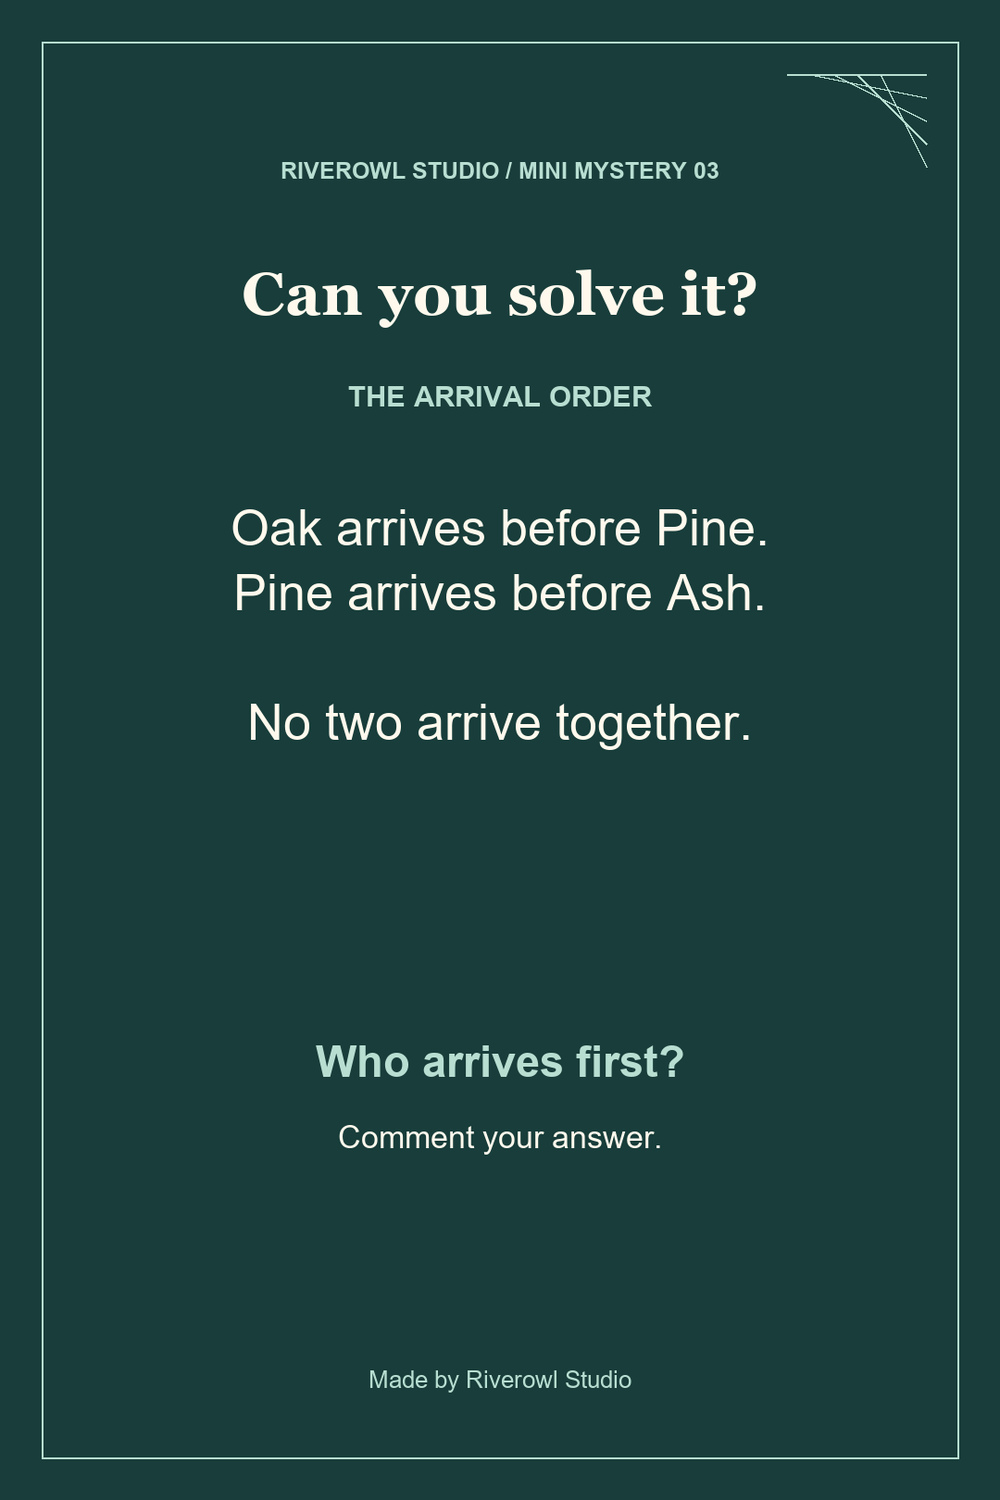 RIVEROWL STUDIO / MINI MYSTERY 03
Can you solve it?
THE ARRIVAL ORDER
Oak arrives before Pine.
Pine arrives before Ash.
No two arrive together.
Who arrives first?
Comment your answer.
Made by Riverowl Studio